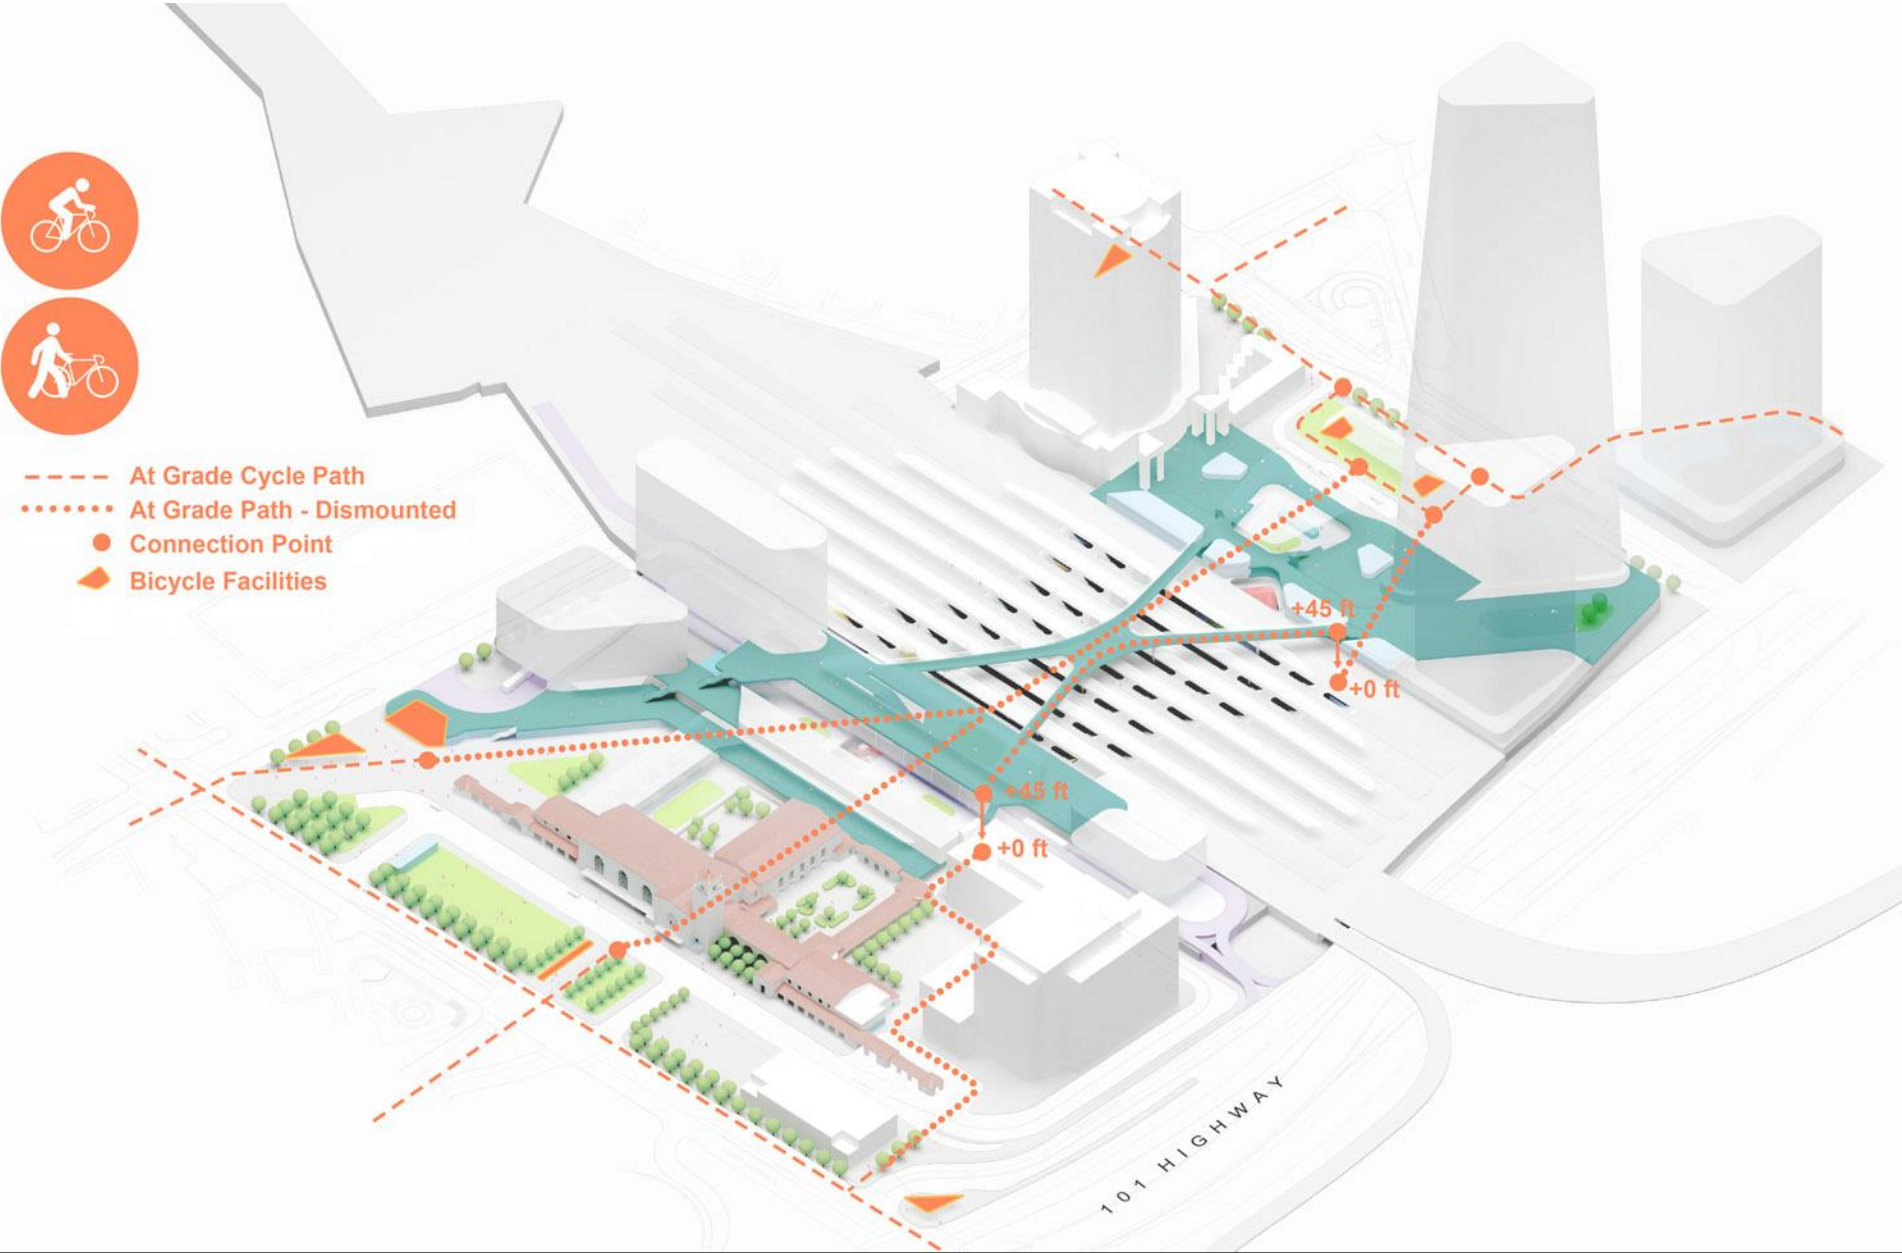 At Grade Cycle Path
At Grade Path - Dismounted
Connection Point
Bicycle Facilities
+45 ft
+0 ft
+45 ft
+0 ft
101 HIGHWAY